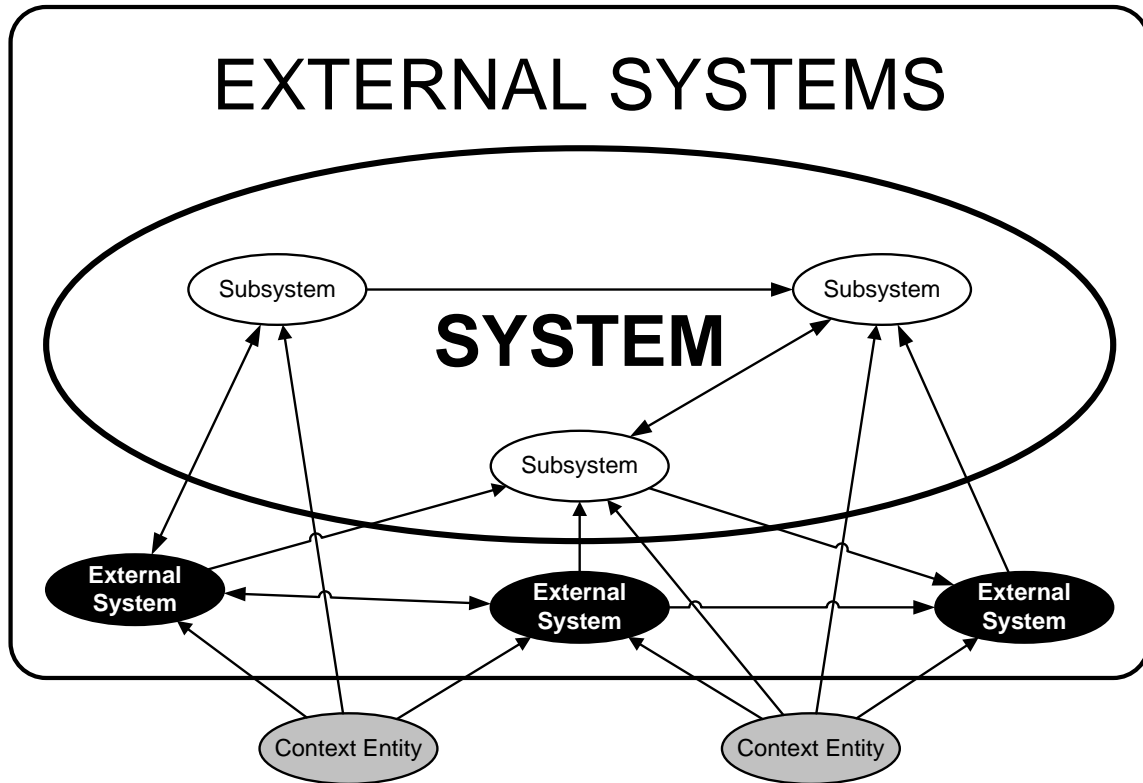 EXTERNAL SYSTEMS
Subsystem
Subsystem
SYSTEM
Subsystem
External
System
External
System
External
System
Context Entity
Context Entity